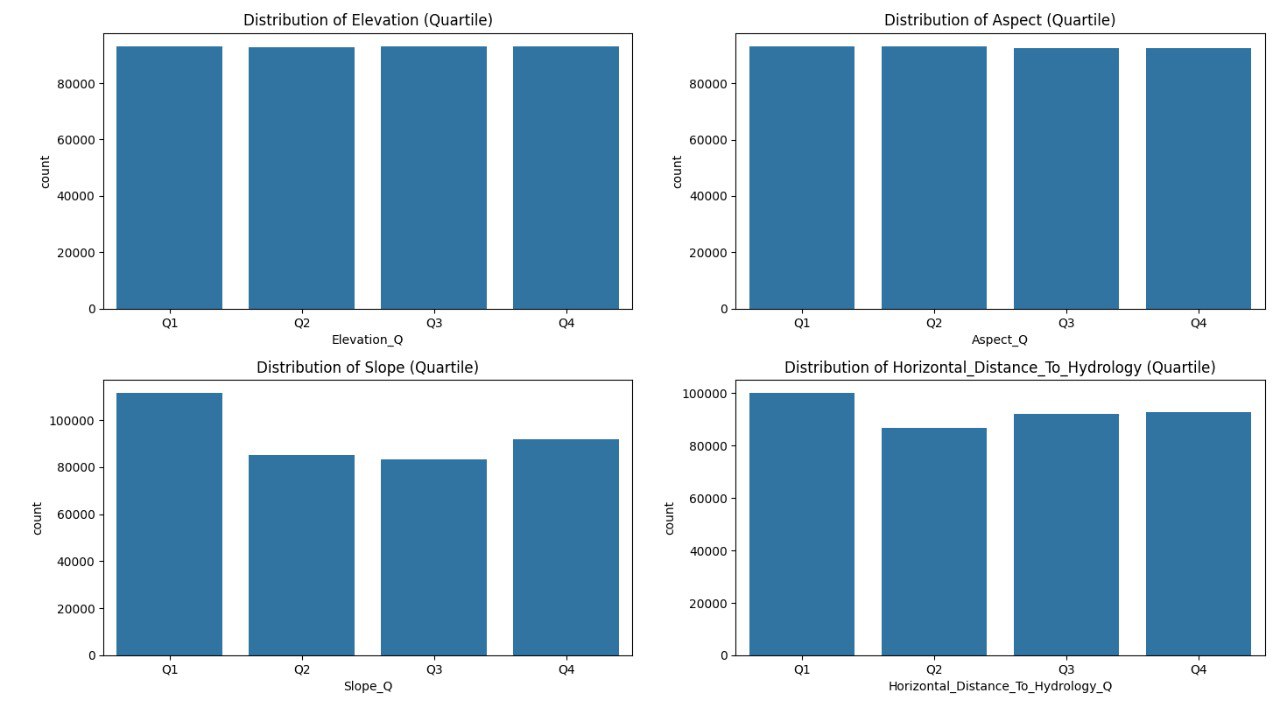 Distribution of Elevation (Quartile)
80000
60000
40000
20000
0
count
Q1 Q2 Q3 Q4
Elevation_Q
Distribution of Aspect (Quartile)
80000
60000
40000
20000
0
count
Q1 Q2 Q3 Q4
Aspect_Q
Distribution of Slope (Quartile)
100000
80000
60000
40000
20000
0
count
Q1 Q2 Q3 Q4
Slope_Q
Distribution of Horizontal_Distance_To_Hydrology (Quartile)
100000
80000
60000
40000
20000
0
count
Q1 Q2 Q3 Q4
Horizontal_Distance_To_Hydrology_Q